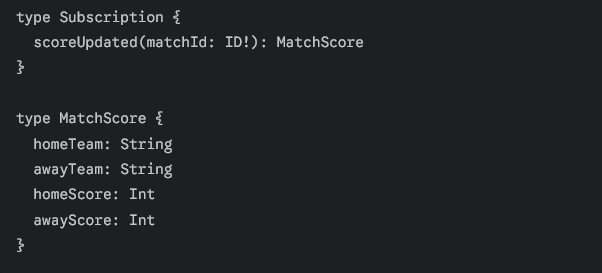 type Subscription {
  scoreUpdated(matchId: ID!): MatchScore
}

type MatchScore {
  homeTeam: String
  awayTeam: String
  homeScore: Int
  awayScore: Int
}